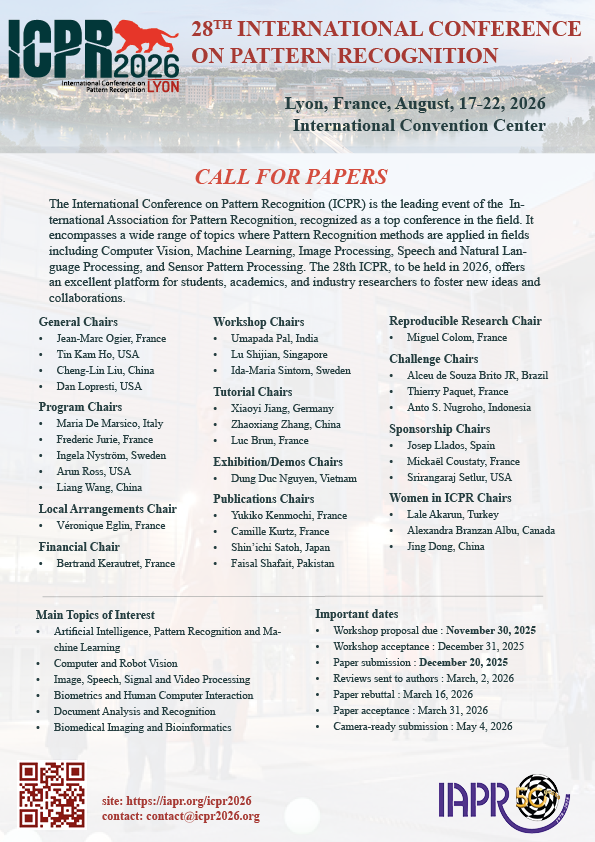 ICPR
2026
International Conference on
Pattern Recognition LYON
28TH INTERNATIONAL CONFERENCE
ON PATTERN RECOGNITION
Lyon, France, August, 17-22, 2026
International Convention Center
CALL FOR PAPERS
The International Conference on Pattern Recognition (ICPR) is the leading event of the In-
ternational Association for Pattern Recognition, recognized as a top conference in the field. It
encompasses a wide range of topics where Pattern Recognition methods are applied in fields
including Computer Vision, Machine Learning, Image Processing, Speech and Natural Lan-
guage Processing, and Sensor Pattern Processing. The 28th ICPR, to be held in 2026, offers
an excellent platform for students, academics, and industry researchers to foster new ideas and
collaborations.
General Chairs
• Jean-Marc Ogier, France
• Tin Kam Ho, USA
• Cheng-Lin Liu, China
• Dan Lopresti, USA
Program Chairs
• Maria De Marsico, Italy
• Frederic Jurie, France
• Ingela Nyström, Sweden
• Arun Ross, USA
• Liang Wang, China
Local Arrangements Chair
• Véronique Eglin, France
Financial Chair
• Bertrand Kerautret, France
Workshop Chairs
• Umapada Pal, India
• Lu Shijian, Singapore
• Ida-Maria Sintorn, Sweden
Tutorial Chairs
• Xiaoyi Jiang, Germany
• Zhaoxiang Zhang, China
• Luc Brun, France
Exhibition/Demos Chairs
• Dung Duc Nguyen, Vietnam
Publications Chairs
• Yukiko Kenmochi, France
• Camille Kurtz, France
• Shin’ichi Satoh, Japan
• Faisal Shafait, Pakistan
Reproducible Research Chair
• Miguel Colom, France
Challenge Chairs
• Alceu de Souza Brito JR, Brazil
• Thierry Paquet, France
• Anto S. Nugroho, Indonesia
Sponsorship Chairs
• Josep Llados, Spain
• Mickaël Coustaty, France
• Srirangaraj Setlur, USA
Women in ICPR Chairs
• Lale Akarun, Turkey
• Alexandra Branzan Albu, Canada
• Jing Dong, China
Main Topics of Interest
• Artificial Intelligence, Pattern Recognition and Ma-
chine Learning
• Computer and Robot Vision
• Image, Speech, Signal and Video Processing
• Biometrics and Human Computer Interaction
• Document Analysis and Recognition
• Biomedical Imaging and Bioinformatics
Important dates
• Workshop proposal due : November 30, 2025
• Workshop acceptance : December 31, 2025
• Paper submission : December 20, 2025
• Reviews sent to authors : March, 2, 2026
• Paper rebuttal : March 16, 2026
• Paper acceptance : March 31, 2026
• Camera-ready submission : May 4, 2026
site: https://iapr.org/icpr2026
contact: contact@icpr2026.org
IAPR
50